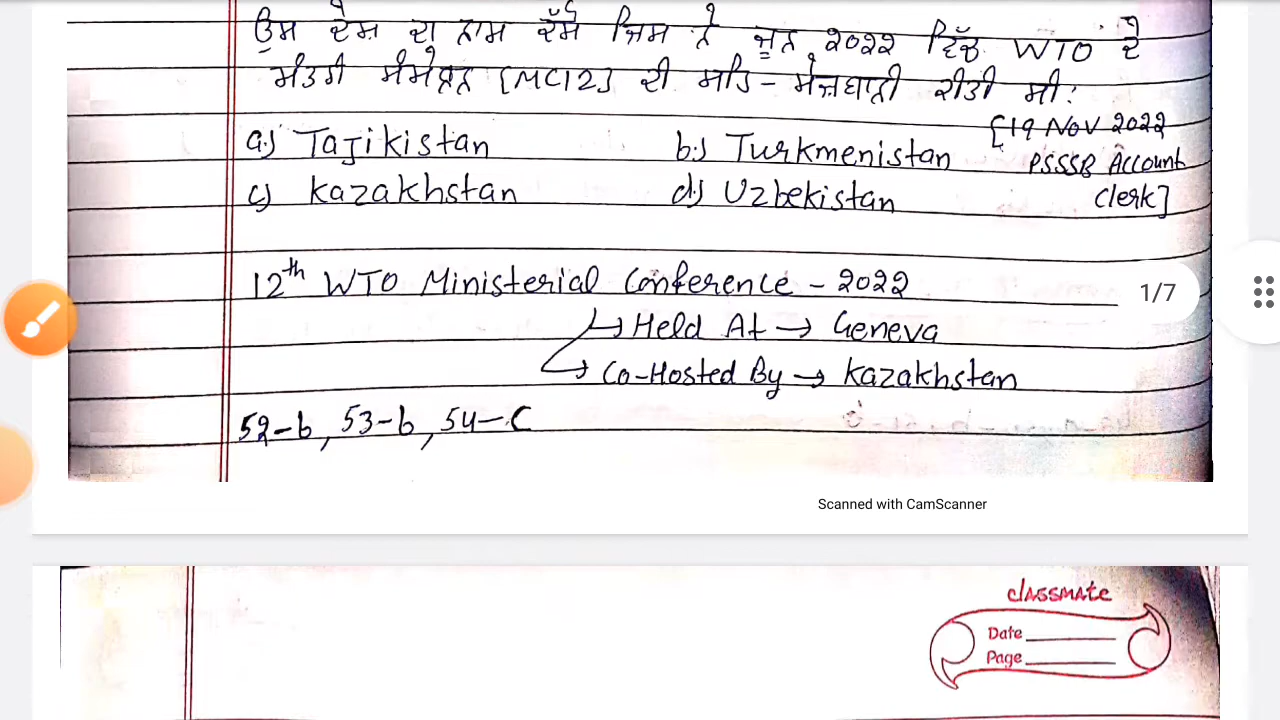 ਉਸ ਦੇਸ਼ ਦਾ ਨਾਮ ਦੱਸੋ ਜਿਸ ਨੇ ਜੂਨ 2022 ਵਿੱਚ WTO ਦੇ
ਮੰਤਰੀ ਸੰਮੇਲਨ [MC12] ਦੀ ਸਹਿ-ਮੇਜ਼ਬਾਨੀ ਕੀਤੀ ਸੀ:
[19 NOV 2022
a.) Tajikistan b.) Turkmenistan PSSSB Account
c) Kazakhstan d.) Uzbekistan Clerk]
12th WTO Ministerial Conference - 2022
1/7
↳ Held At → Geneva
↳ Co-Hosted By → Kazakhstan
52-b, 53-b, 54-C
Scanned with CamScanner
classmate
Date
Page